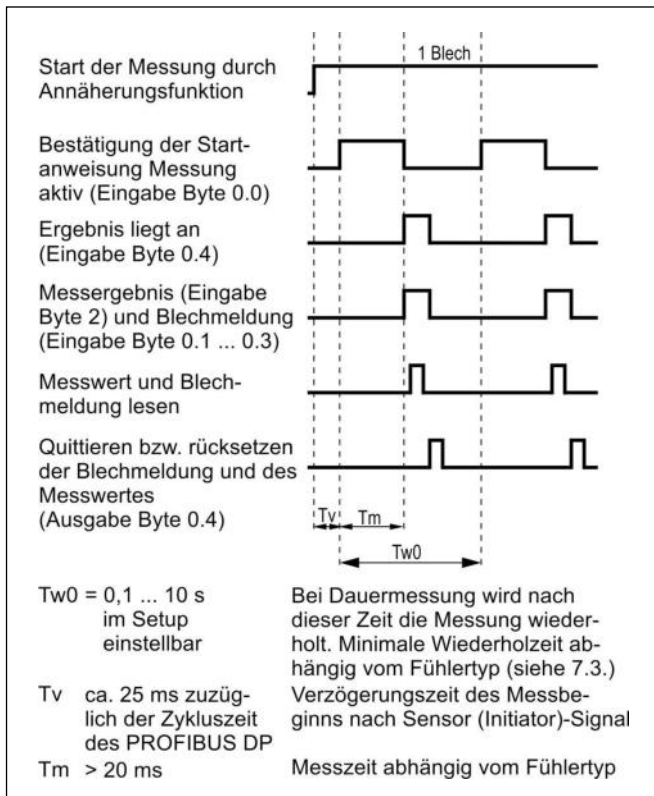 Start der Messung durch
Annäherungsfunktion
1 Blech
Bestätigung der Start-
anweisung Messung
aktiv (Eingabe Byte 0.0)
Ergebnis liegt an
(Eingabe Byte 0.4)
Messergebnis (Eingabe
Byte 2) und Blechmeldung
(Eingabe Byte 0.1 ... 0.3)
Messwert und Blech-
meldung lesen
Quittieren bzw. rücksetzen
der Blechmeldung und des
Messwertes
(Ausgabe Byte 0.4)
Tv Tm
Tw0
Tw0 = 0,1 ... 10 s
im Setup
einstellbar
Bei Dauermessung wird nach
dieser Zeit die Messung wieder-
holt. Minimale Wiederholzeit ab-
hängig vom Fühlertyp (siehe 7.3.)
Tv ca. 25 ms zuzüg-
lich der Zykluszeit
des PROFIBUS DP
Verzögerungszeit des Messbe-
ginns nach Sensor (Initiator)-Signal
Tm > 20 ms
Messzeit abhängig vom Fühlertyp